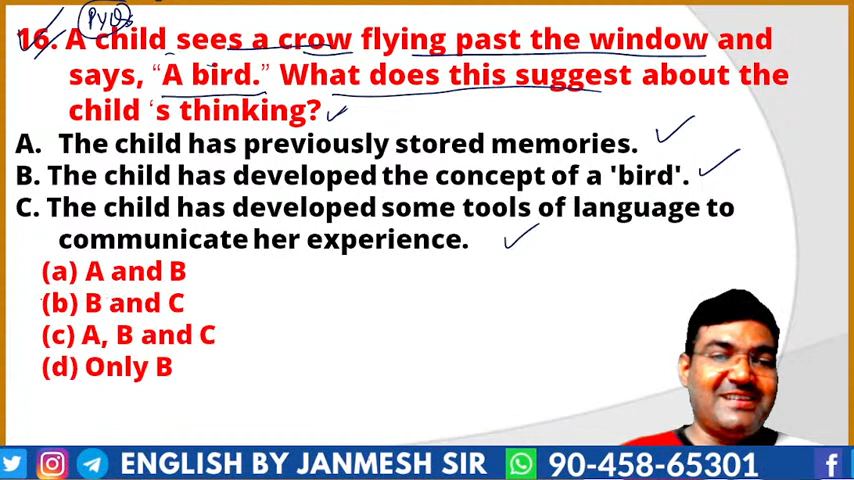 PYQs
16. A child sees a crow flying past the window and
says, “A bird.” What does this suggest about the
child ‘s thinking?
A. The child has previously stored memories.
B. The child has developed the concept of a 'bird'.
C. The child has developed some tools of language to
communicate her experience.
(a) A and B
(b) B and C
(c) A, B and C
(d) Only B
ENGLISH BY JANMESH SIR 90-458-65301